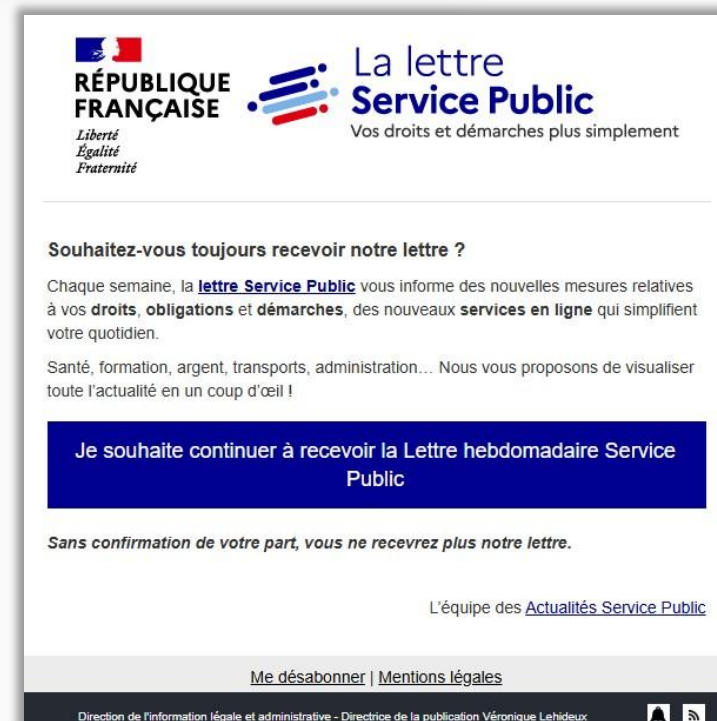 RÉPUBLIQUE
FRANÇAISE
Liberté
Égalité
Fraternité
La lettre
Service Public
Vos droits et démarches plus simplement
Souhaitez-vous toujours recevoir notre lettre ?
Chaque semaine, la lettre Service Public vous informe des nouvelles mesures relatives
à vos droits, obligations et démarches, des nouveaux services en ligne qui simplifient
votre quotidien.
Santé, formation, argent, transports, administration… Nous vous proposons de visualiser
toute l’actualité en un coup d’œil !
Je souhaite continuer à recevoir la Lettre hebdomadaire Service
Public
Sans confirmation de votre part, vous ne recevrez plus notre lettre.
L’équipe des Actualités Service Public
Me désabonner | Mentions légales
Direction de l'information légale et administrative - Directrice de la publication Véronique Lehideux